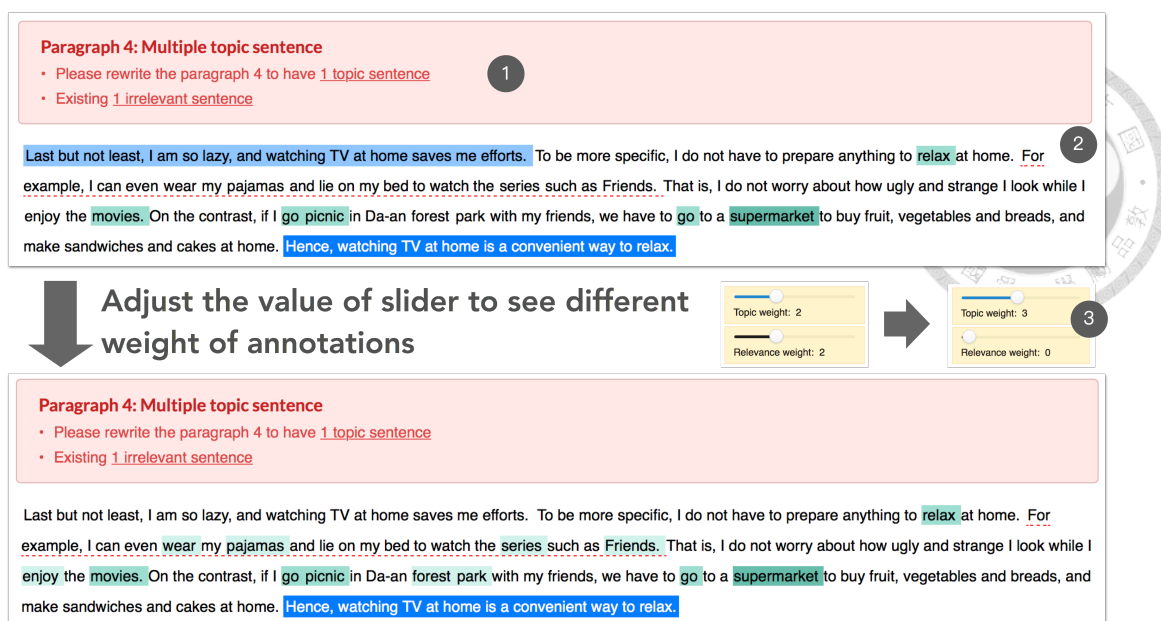 Paragraph 4: Multiple topic sentence
• Please rewrite the paragraph 4 to have 1 topic sentence
1
• Existing 1 irrelevant sentence
2
Last but not least, I am so lazy, and watching TV at home saves me efforts. To be more specific, I do not have to prepare anything to relax at home. For
example, I can even wear my pajamas and lie on my bed to watch the series such as Friends. That is, I do not worry about how ugly and strange I look while I
enjoy the movies. On the contrast, if I go picnic in Da-an forest park with my friends, we have to go to a supermarket to buy fruit, vegetables and breads, and
make sandwiches and cakes at home. Hence, watching TV at home is a convenient way to relax.
Adjust the value of slider to see different
weight of annotations
Topic weight: 2
Relevance weight: 2
Topic weight: 3
3
Relevance weight: 0
Paragraph 4: Multiple topic sentence
• Please rewrite the paragraph 4 to have 1 topic sentence
• Existing 1 irrelevant sentence
Last but not least, I am so lazy, and watching TV at home saves me efforts. To be more specific, I do not have to prepare anything to relax at home. For
example, I can even wear my pajamas and lie on my bed to watch the series such as Friends. That is, I do not worry about how ugly and strange I look while I
enjoy the movies. On the contrast, if I go picnic in Da-an forest park with my friends, we have to go to a supermarket to buy fruit, vegetables and breads, and
make sandwiches and cakes at home. Hence, watching TV at home is a convenient way to relax.